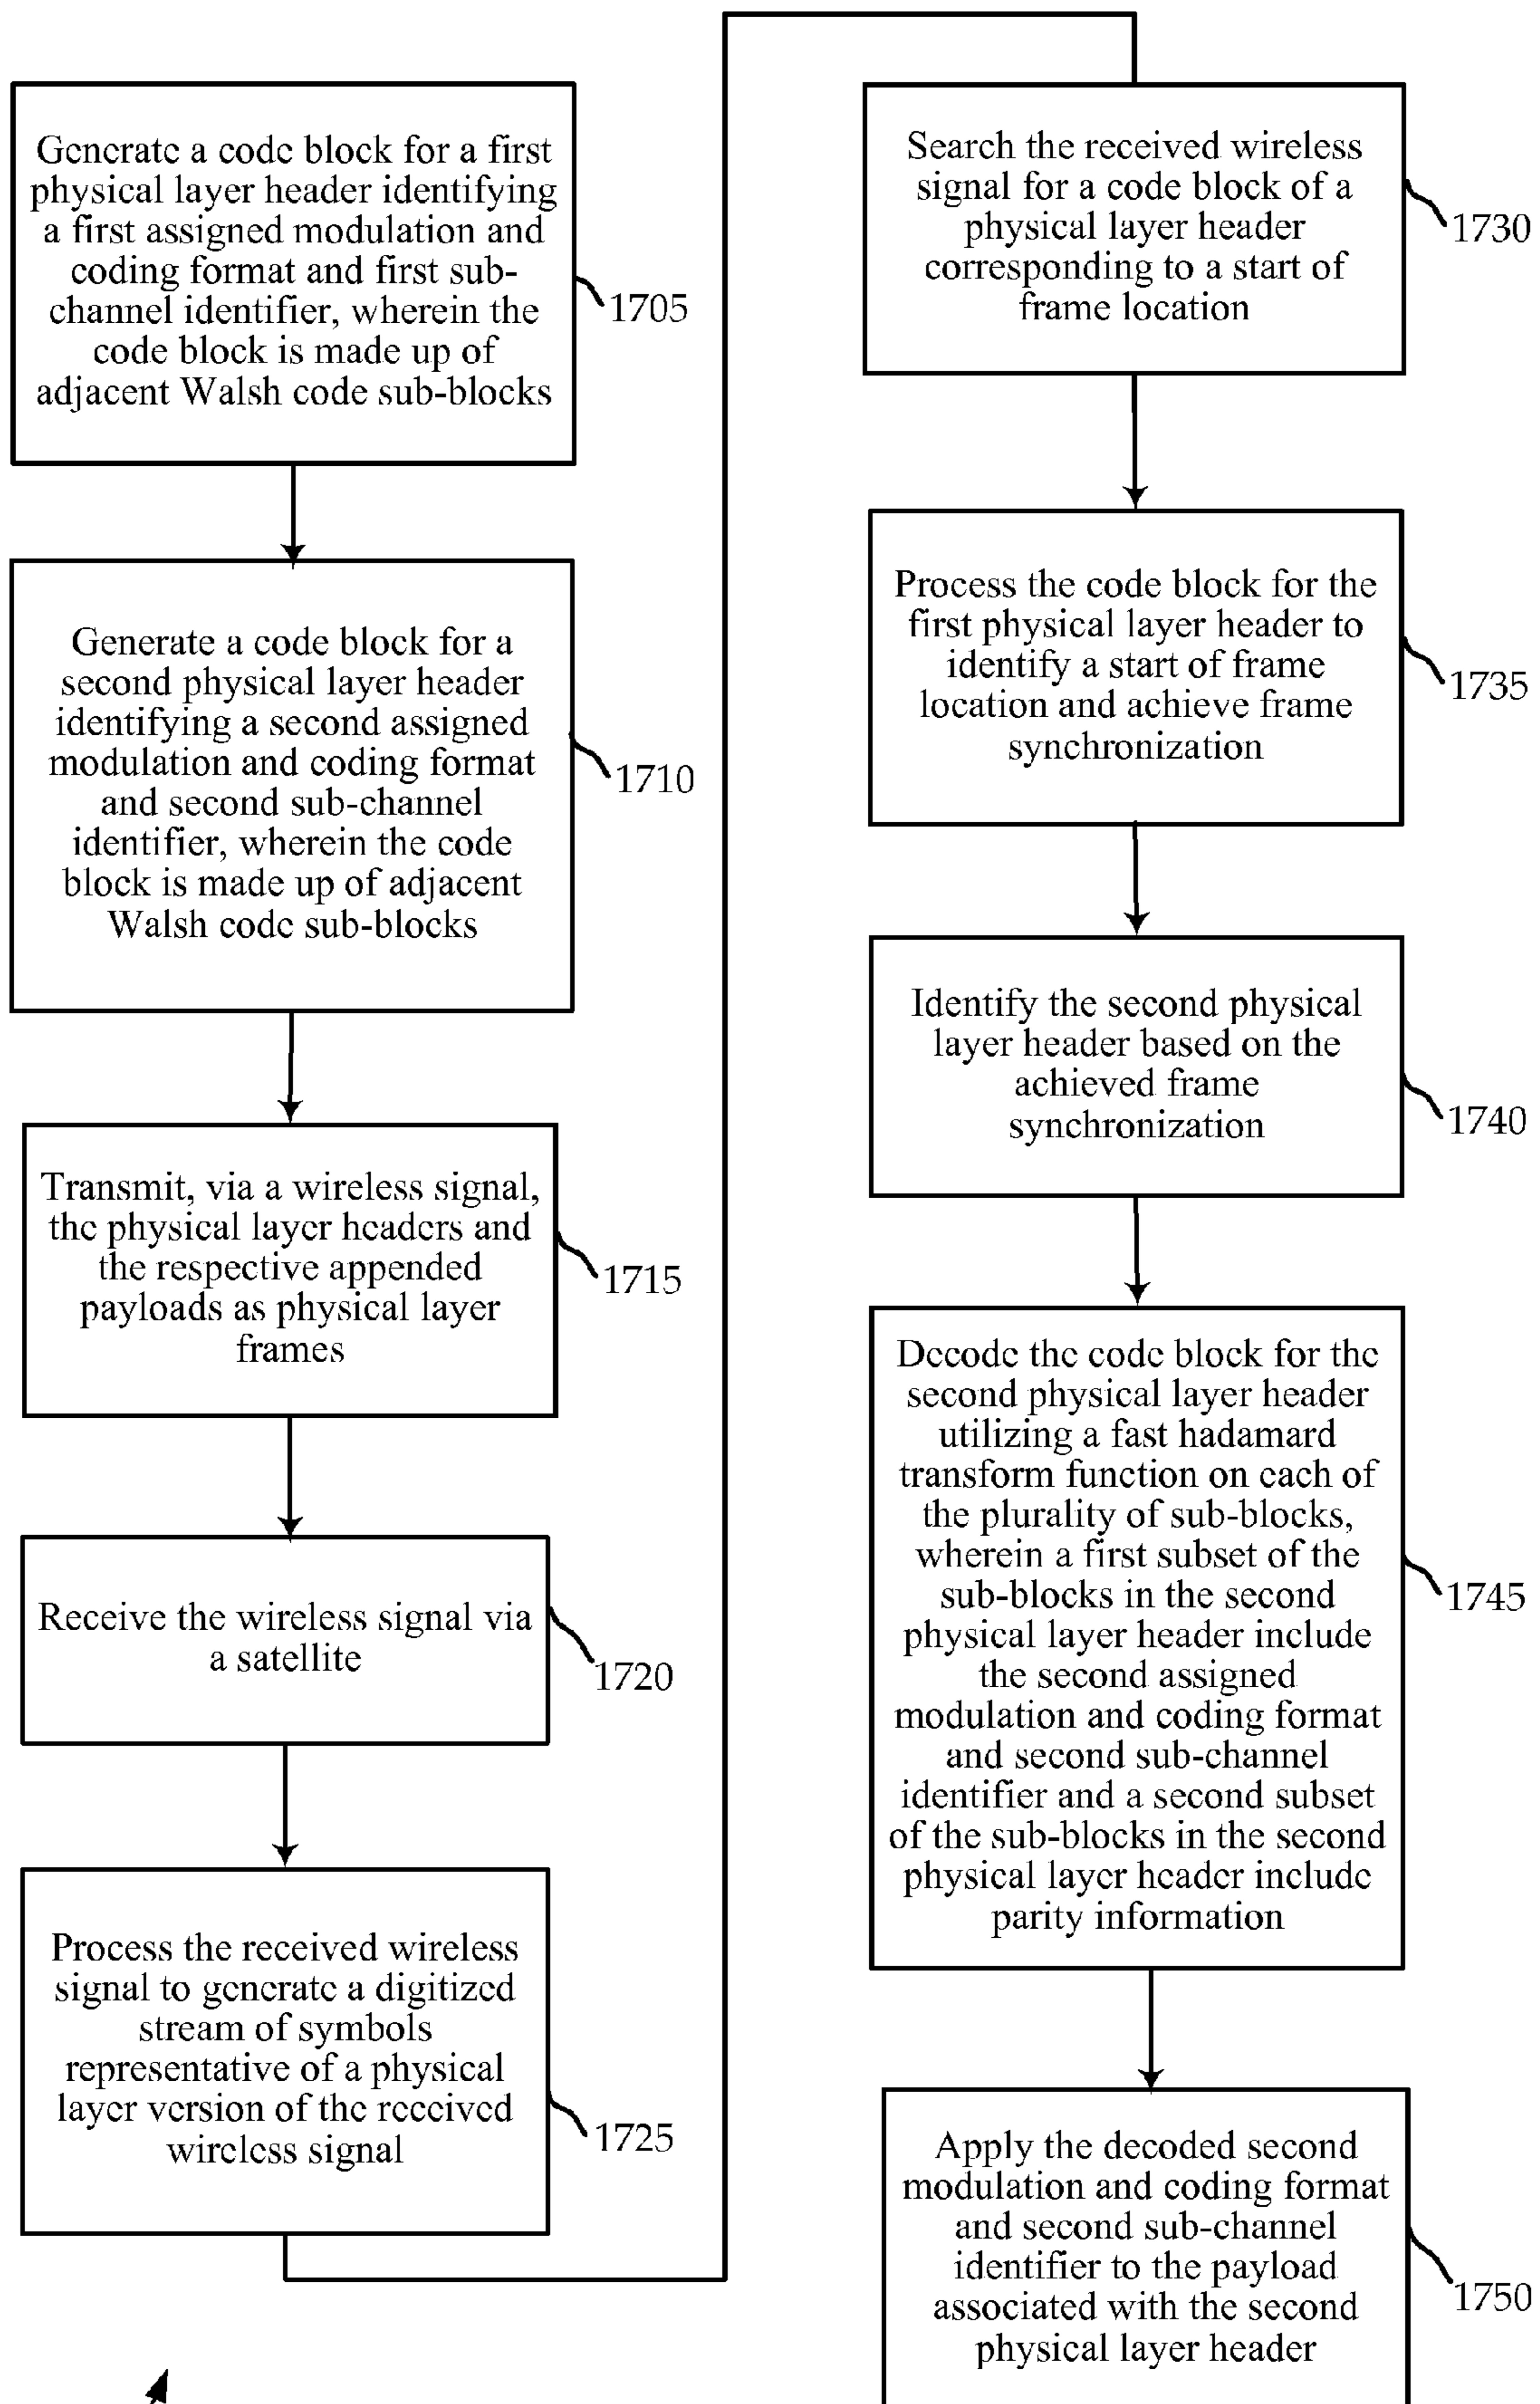 Generate a code block for a first
physical layer header identifying
a first assigned modulation and
coding format and first sub-
channel identifier, wherein the
code block is made up of
adjacent Walsh code sub-blocks
1705
Generate a code block for a
second physical layer header
identifying a second assigned
modulation and coding format
and second sub-channel
identifier, wherein the code
block is made up of adjacent
Walsh code sub-blocks
1710
Transmit, via a wireless signal,
the physical layer headers and
the respective appended
payloads as physical layer
frames
1715
Receive the wireless signal via
a satellite
1720
Process the received wireless
signal to generate a digitized
stream of symbols
representative of a physical
layer version of the received
wireless signal
1725
Search the received wireless
signal for a code block of a
physical layer header
corresponding to a start of
frame location
1730
Process the code block for the
first physical layer header to
identify a start of frame
location and achieve frame
synchronization
1735
Identify the second physical
layer header based on the
achieved frame
synchronization
1740
Decode the code block for the
second physical layer header
utilizing a fast hadamard
transform function on each of
the plurality of sub-blocks,
wherein a first subset of the
sub-blocks in the second
physical layer header include
the second assigned
modulation and coding format
and second sub-channel
identifier and a second subset
of the sub-blocks in the second
physical layer header include
parity information
1745
Apply the decoded second
modulation and coding format
and second sub-channel
identifier to the payload
associated with the second
physical layer header
1750